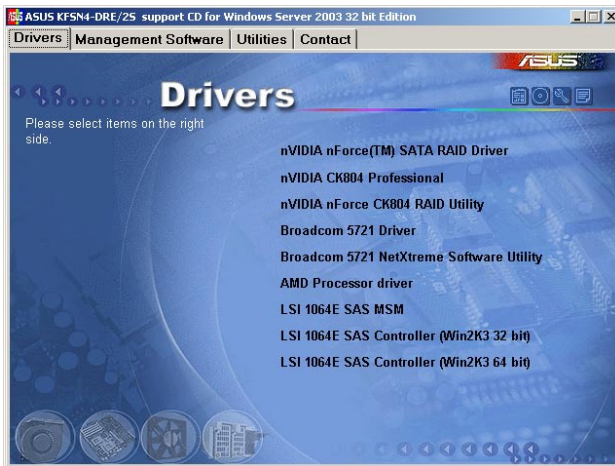 ASUS KFSN4-DRE/2S support CD for Windows Server 2003 32 bit Edition
Drivers
Management Software
Utilities
Contact
ASUS
Drivers
Please select items on the right
side.
nVIDIA nForce(TM) SATA RAID Driver
nVIDIA CK804 Professional
nVIDIA nForce CK804 RAID Utility
Broadcom 5721 Driver
Broadcom 5721 NetXtreme Software Utility
AMD Processor driver
LSI 1064E SAS MSM
LSI 1064E SAS Controller (Win2K3 32 bit)
LSI 1064E SAS Controller (Win2K3 64 bit)